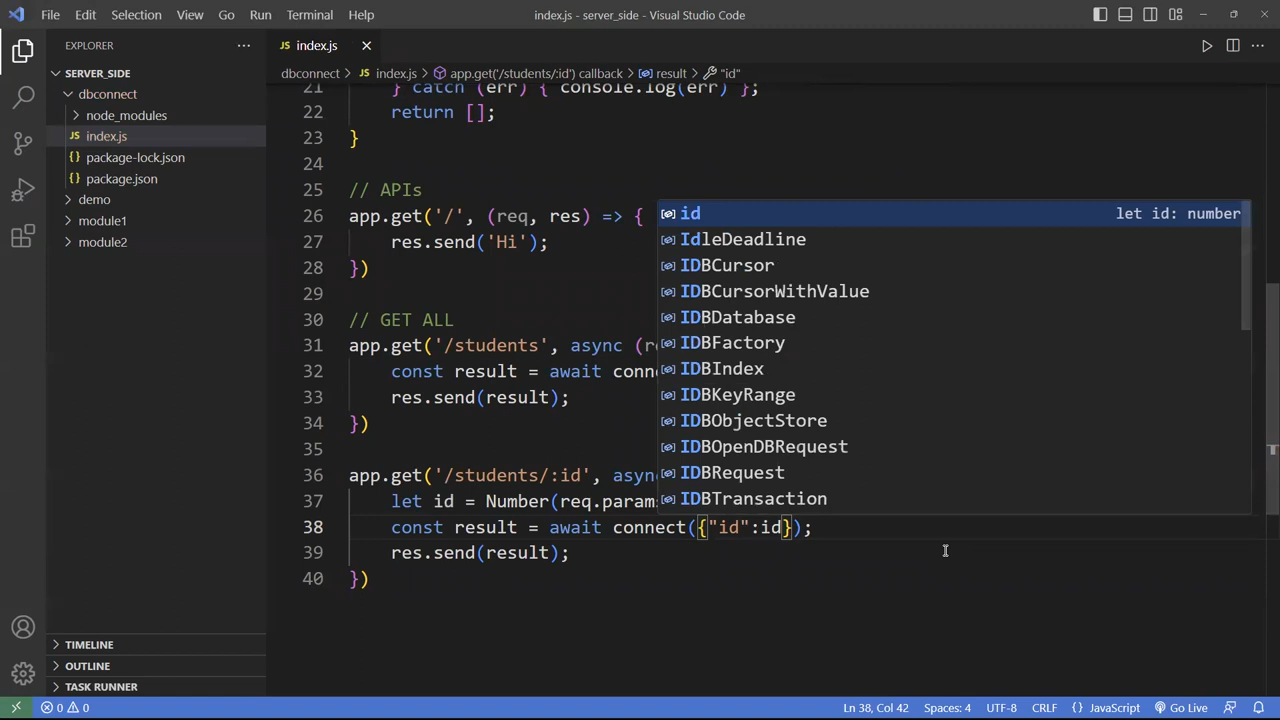 File Edit Selection View Go Run Terminal Help index.js - server_side - Visual Studio Code
EXPLORER
SERVER_SIDE
dbconnect
node_modules
JS index.js
{} package-lock.json
{} package.json
demo
module1
module2
TIMELINE
OUTLINE
TASK RUNNER
JS index.js
dbconnect > JS index.js > app.get('/students/:id') callback > result > "id"
21 } catch (err) { console.log(err) };
22 return [];
23 }
24
25 // APIs
26 app.get('/', (req, res) => {
27 res.send('Hi');
28 })
29
30 // GET ALL
31 app.get('/students', async (re
32 const result = await conne
33 res.send(result);
34 })
35
36 app.get('/students/:id', async
37 let id = Number(req.params
38 const result = await connect({"id":id});
39 res.send(result);
40 })
id let id: number
IdleDeadline
IDBCursor
IDBCursorWithValue
IDBDatabase
IDBFactory
IDBIndex
IDBKeyRange
IDBObjectStore
IDBOpenDBRequest
IDBRequest
IDBTransaction
0 0 Ln 38, Col 42 Spaces: 4 UTF-8 CRLF {} JavaScript Go Live